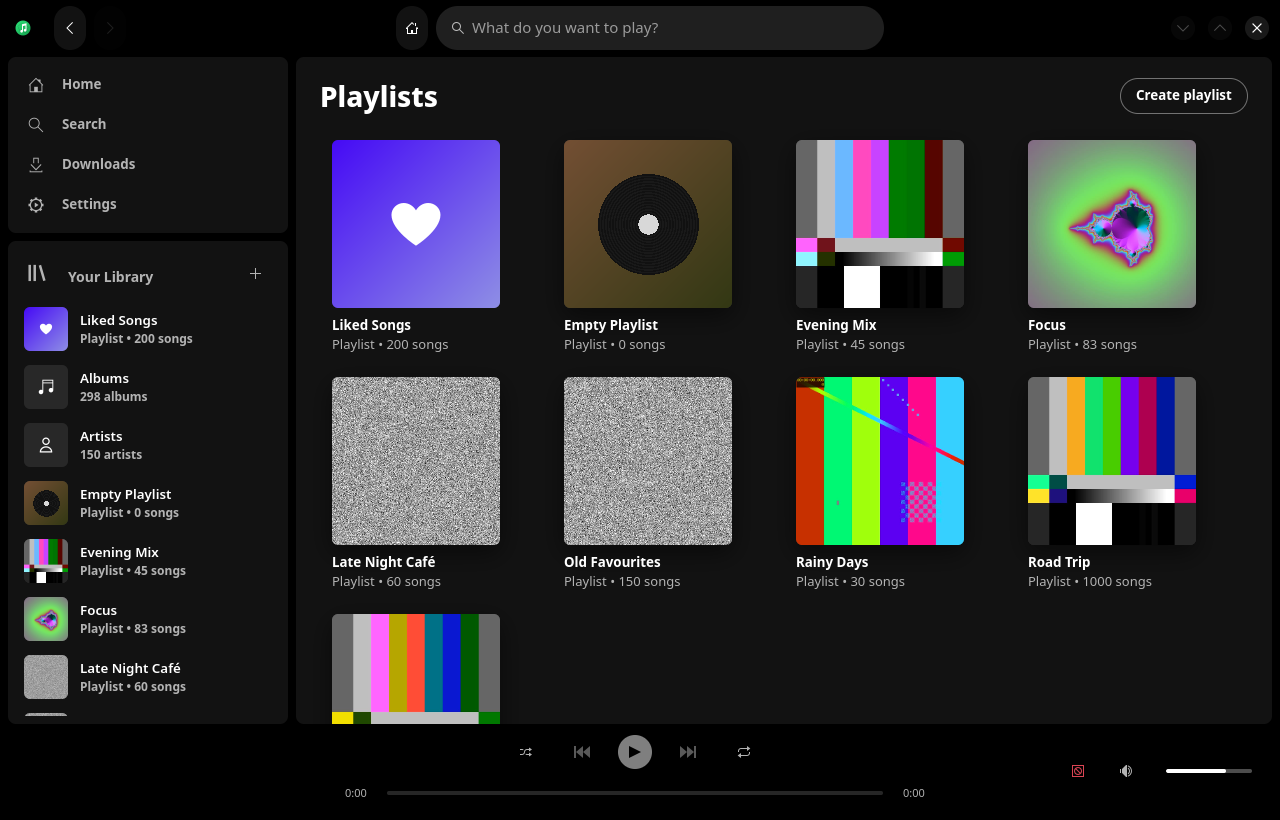 What do you want to play?
Home
Search
Downloads
Settings
Your Library
Liked Songs
Playlist • 200 songs
Albums
298 albums
Artists
150 artists
Empty Playlist
Playlist • 0 songs
Evening Mix
Playlist • 45 songs
Focus
Playlist • 83 songs
Late Night Café
Playlist • 60 songs
Playlists
Create playlist
Liked Songs
Playlist • 200 songs
Empty Playlist
Playlist • 0 songs
Evening Mix
Playlist • 45 songs
Focus
Playlist • 83 songs
Late Night Café
Playlist • 60 songs
Old Favourites
Playlist • 150 songs
Rainy Days
Playlist • 30 songs
Road Trip
Playlist • 1000 songs
0:00
0:00